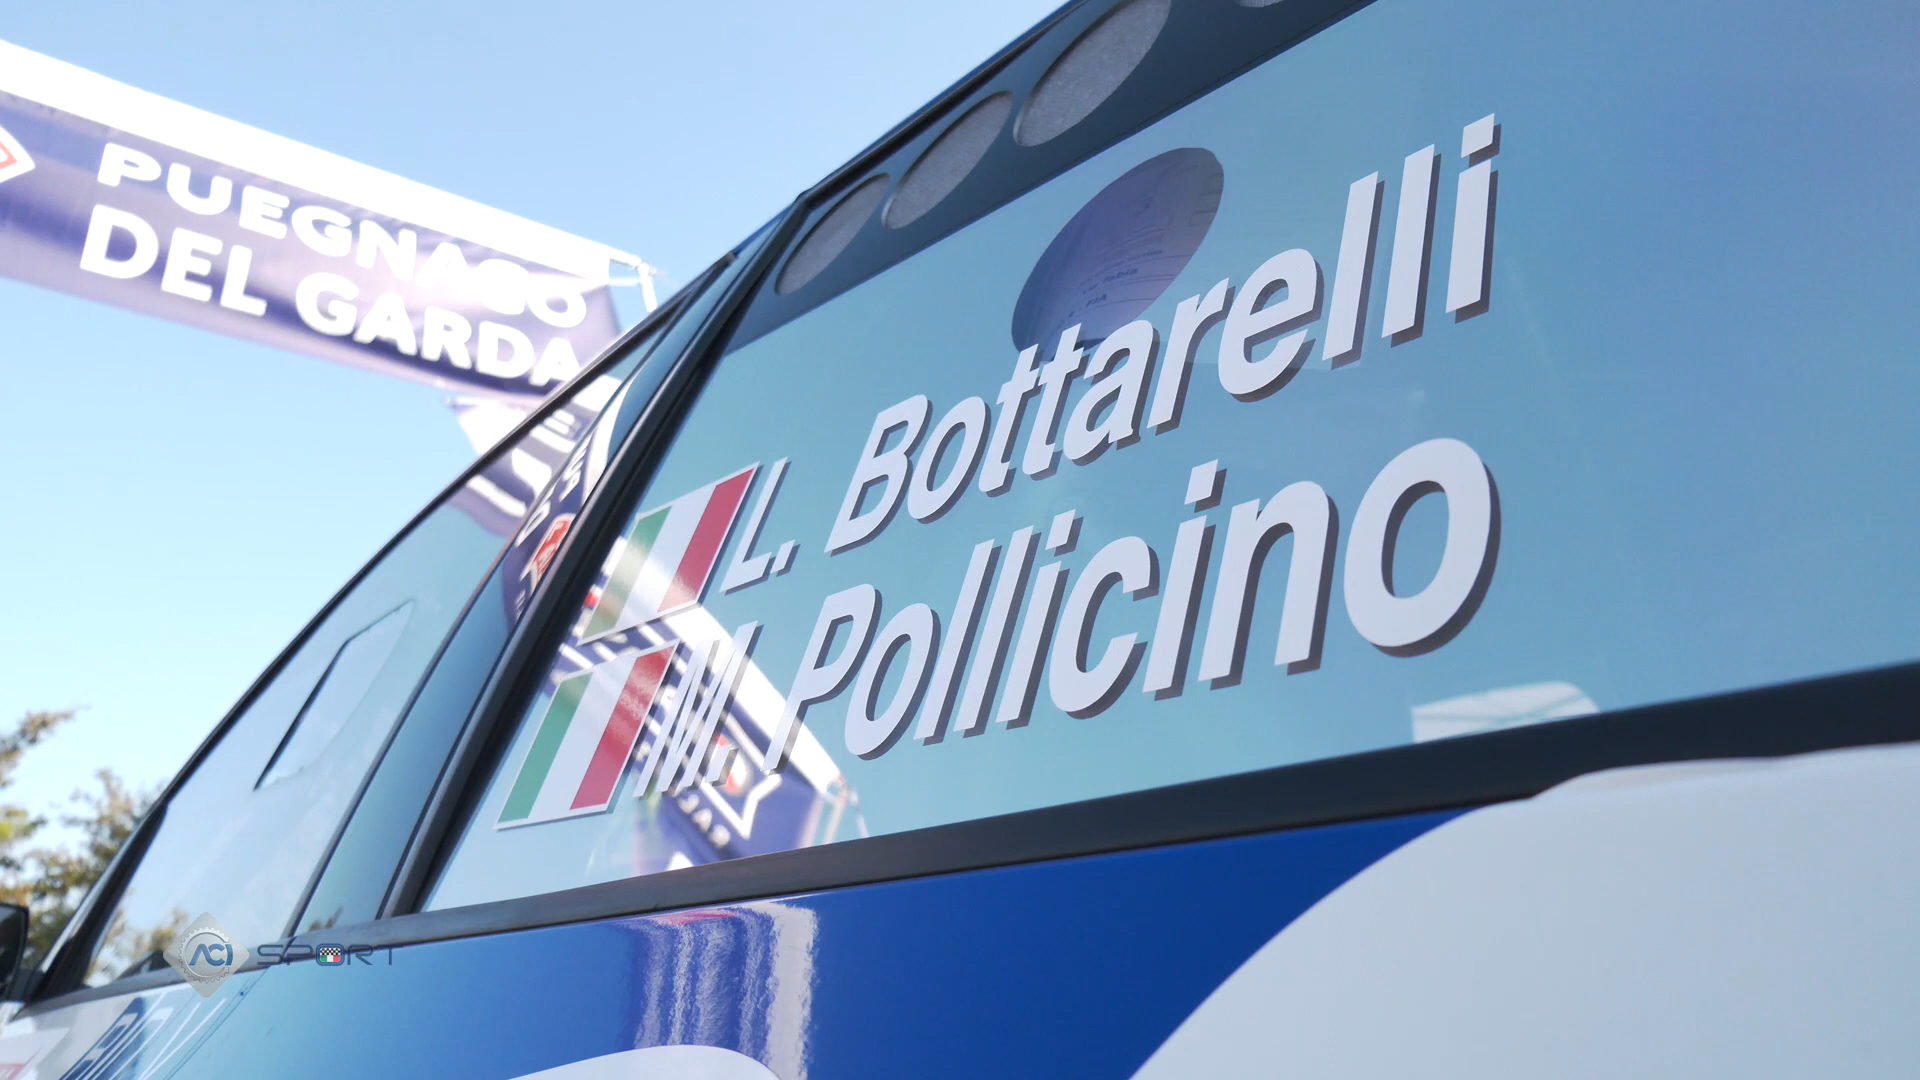 PUEGNAGO
DEL GARDA
L. Bottarelli
M. Pollicino
ACI SPORT